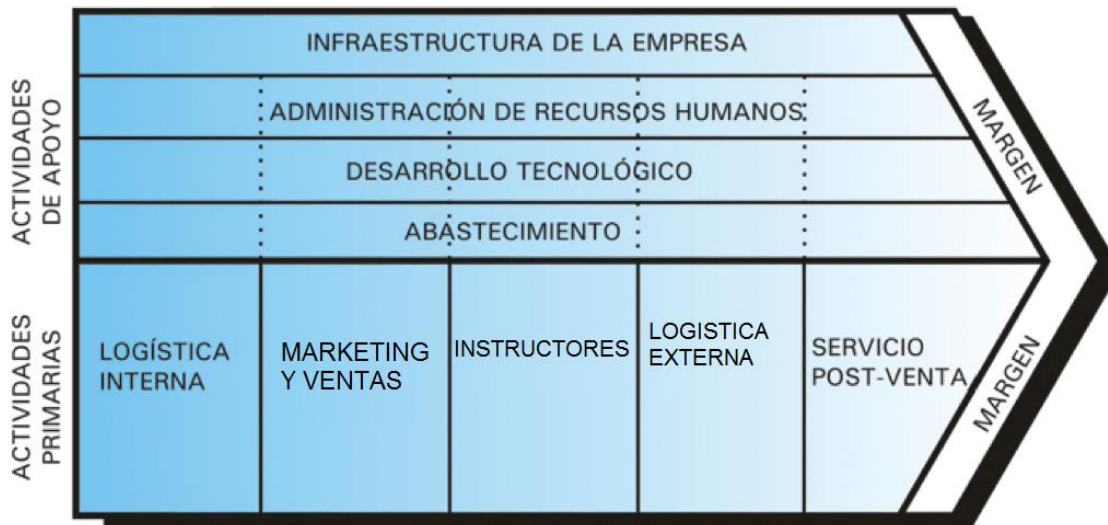 ACTIVIDADES
DE APOYO
INFRAESTRUCTURA DE LA EMPRESA
ADMINISTRACIÓN DE RECURSOS HUMANOS
DESARROLLO TECNOLÓGICO
ABASTECIMIENTO
MARGEN
ACTIVIDADES
PRIMARIAS
LOGÍSTICA
INTERNA
MARKETING
Y VENTAS
INSTRUCTORES
LOGISTICA
EXTERNA
SERVICIO
POST-VENTA
MARGEN